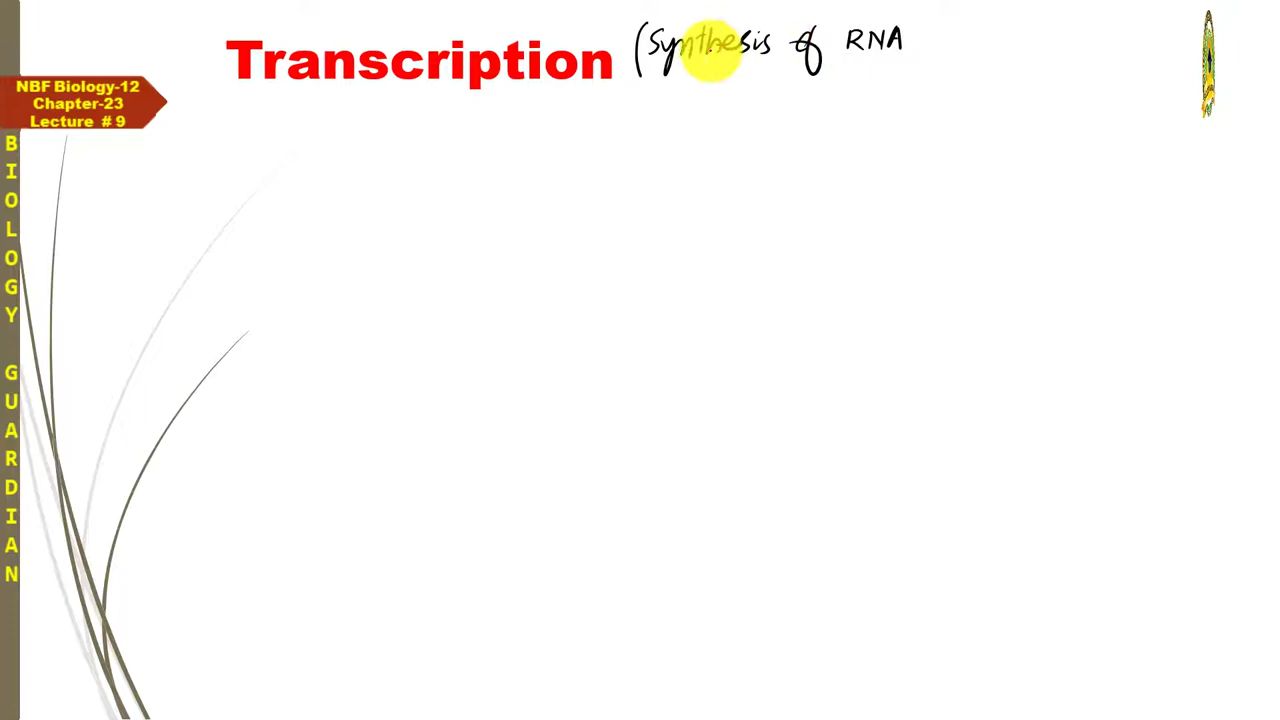 Transcription (Synthesis of RNA
NBF Biology-12
Chapter-23
Lecture # 9
BIOLOGY GUARDIAN